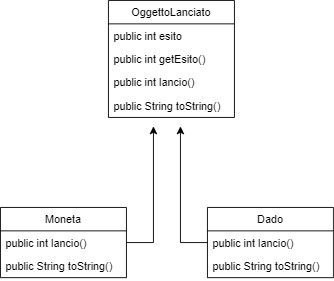 OggettoLanciato
public int esito
public int getEsito()
public int lancio()
public String toString()
Moneta
public int lancio()
public String toString()
Dado
public int lancio()
public String toString()